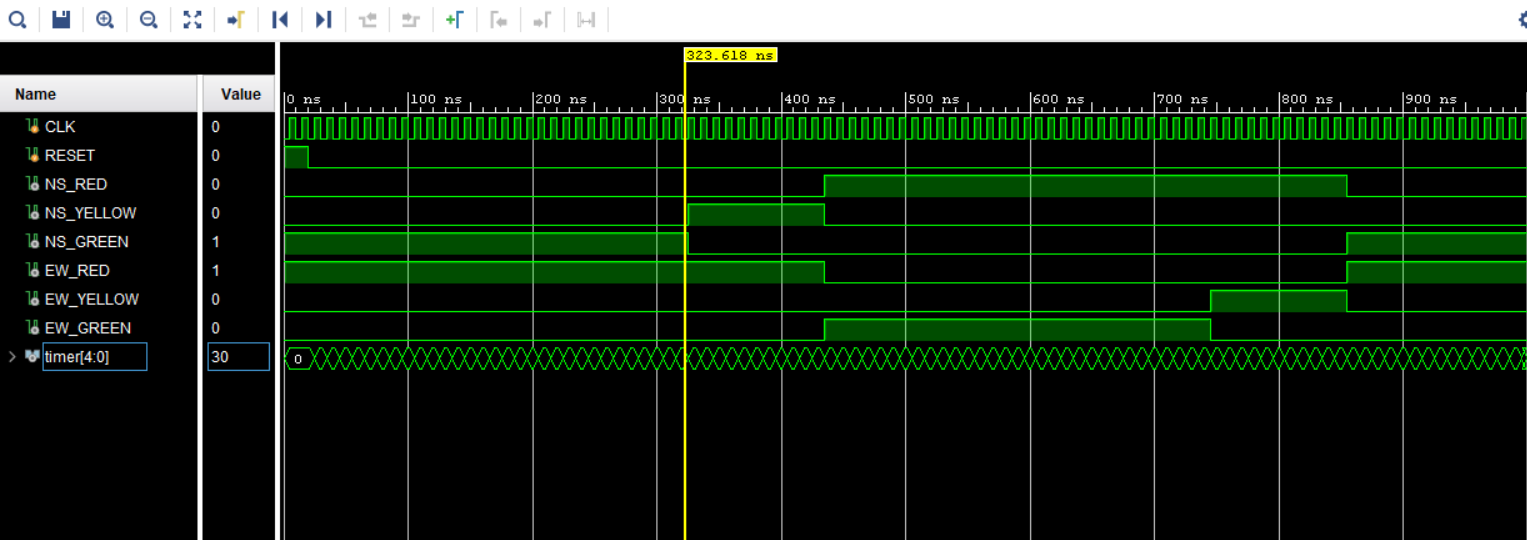 323.618 ns
Name Value
0 ns 100 ns 200 ns 300 ns 400 ns 500 ns 600 ns 700 ns 800 ns 900 ns
CLK 0
RESET 0
NS_RED 0
NS_YELLOW 0
NS_GREEN 1
EW_RED 1
EW_YELLOW 0
EW_GREEN 0
timer[4:0] 30 0